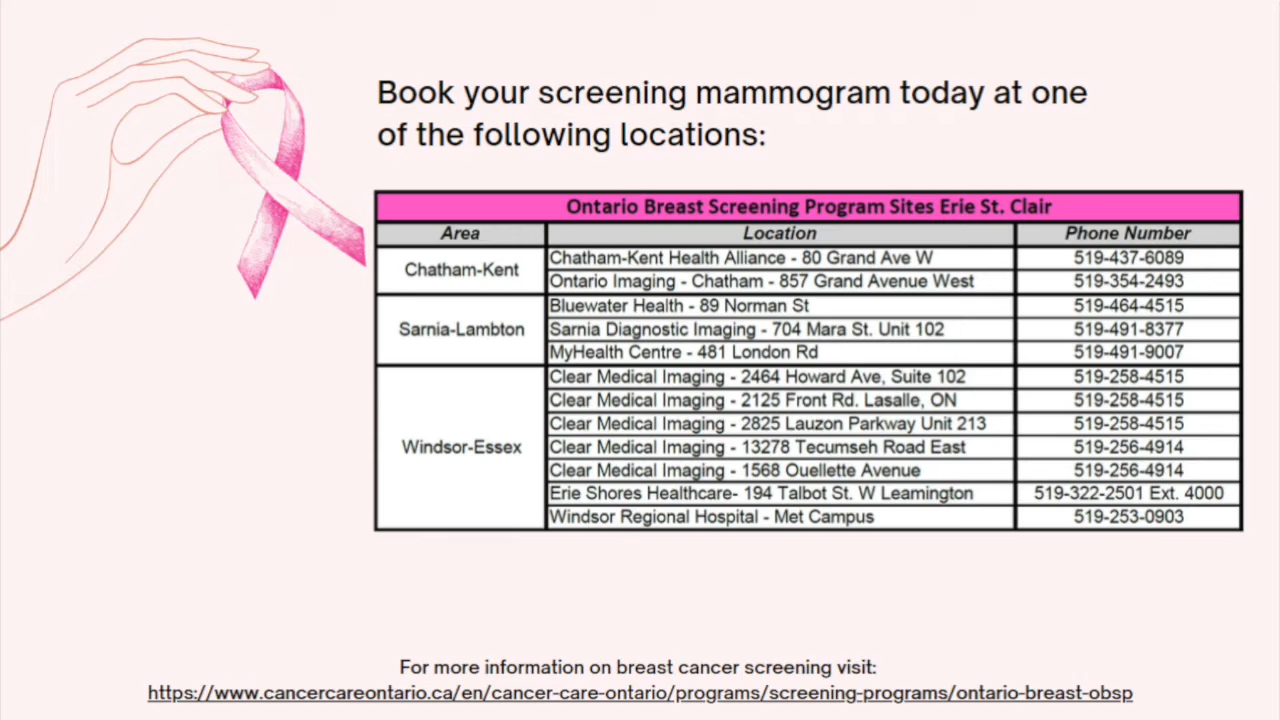 Book your screening mammogram today at one
of the following locations:
Ontario Breast Screening Program Sites Erie St. Clair
Area Location Phone Number
Chatham-Kent
Chatham-Kent Health Alliance - 80 Grand Ave W 519-437-6089
Ontario Imaging - Chatham - 857 Grand Avenue West 519-354-2493
Sarnia-Lambton
Bluewater Health - 89 Norman St 519-464-4515
Sarnia Diagnostic Imaging - 704 Mara St. Unit 102 519-491-8377
MyHealth Centre - 481 London Rd 519-491-9007
Windsor-Essex
Clear Medical Imaging - 2464 Howard Ave, Suite 102 519-258-4515
Clear Medical Imaging - 2125 Front Rd. Lasalle, ON 519-258-4515
Clear Medical Imaging - 2825 Lauzon Parkway Unit 213 519-258-4515
Clear Medical Imaging - 13278 Tecumseh Road East 519-256-4914
Clear Medical Imaging - 1568 Ouellette Avenue 519-256-4914
Erie Shores Healthcare- 194 Talbot St. W Leamington 519-322-2501 Ext. 4000
Windsor Regional Hospital - Met Campus 519-253-0903
For more information on breast cancer screening visit:
https://www.cancercareontario.ca/en/cancer-care-ontario/programs/screening-programs/ontario-breast-obsp